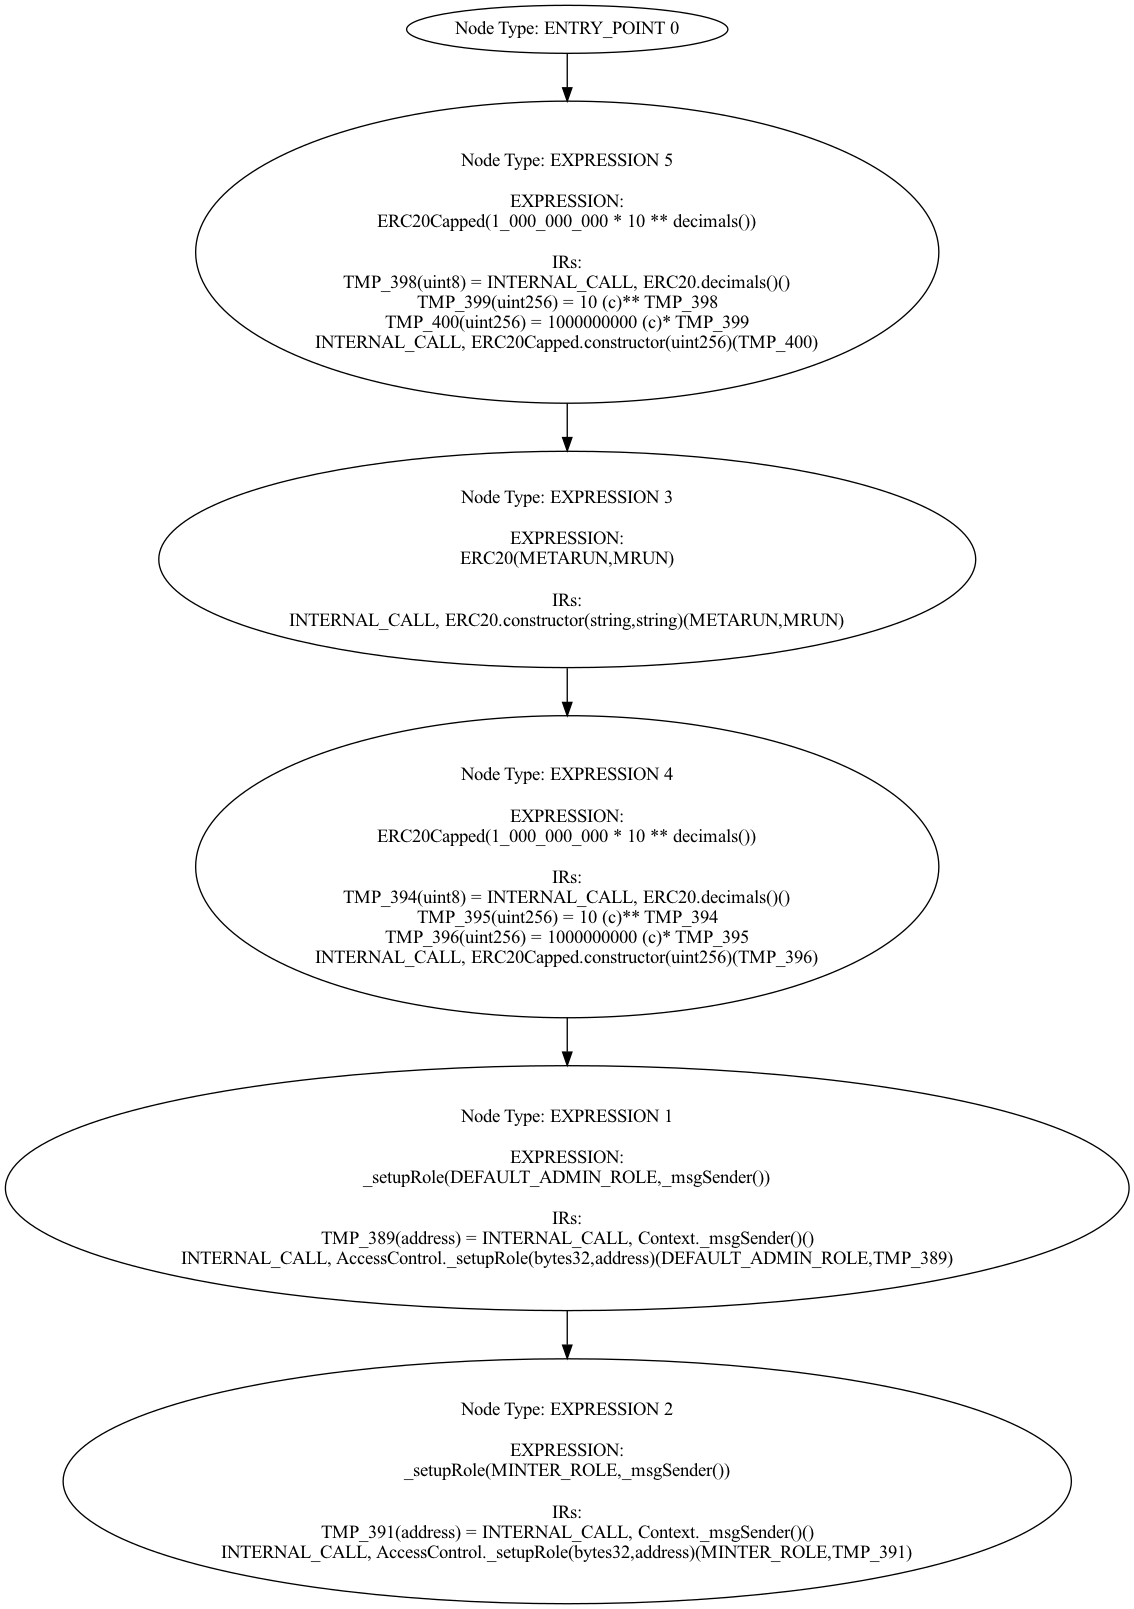 Node Type: ENTRY_POINT 0
Node Type: EXPRESSION 5
EXPRESSION:
ERC20Capped(1_000_000_000 * 10 ** decimals())
IRs:
TMP_398(uint8) = INTERNAL_CALL, ERC20.decimals()()
TMP_399(uint256) = 10 (c)** TMP_398
TMP_400(uint256) = 1000000000 (c)* TMP_399
INTERNAL_CALL, ERC20Capped.constructor(uint256)(TMP_400)
Node Type: EXPRESSION 3
EXPRESSION:
ERC20(METARUN,MRUN)
IRs:
INTERNAL_CALL, ERC20.constructor(string,string)(METARUN,MRUN)
Node Type: EXPRESSION 4
EXPRESSION:
ERC20Capped(1_000_000_000 * 10 ** decimals())
IRs:
TMP_394(uint8) = INTERNAL_CALL, ERC20.decimals()()
TMP_395(uint256) = 10 (c)** TMP_394
TMP_396(uint256) = 1000000000 (c)* TMP_395
INTERNAL_CALL, ERC20Capped.constructor(uint256)(TMP_396)
Node Type: EXPRESSION 1
EXPRESSION:
_setupRole(DEFAULT_ADMIN_ROLE,_msgSender())
IRs:
TMP_389(address) = INTERNAL_CALL, Context._msgSender()()
INTERNAL_CALL, AccessControl._setupRole(bytes32,address)(DEFAULT_ADMIN_ROLE,TMP_389)
Node Type: EXPRESSION 2
EXPRESSION:
_setupRole(MINTER_ROLE,_msgSender())
IRs:
TMP_391(address) = INTERNAL_CALL, Context._msgSender()()
INTERNAL_CALL, AccessControl._setupRole(bytes32,address)(MINTER_ROLE,TMP_391)